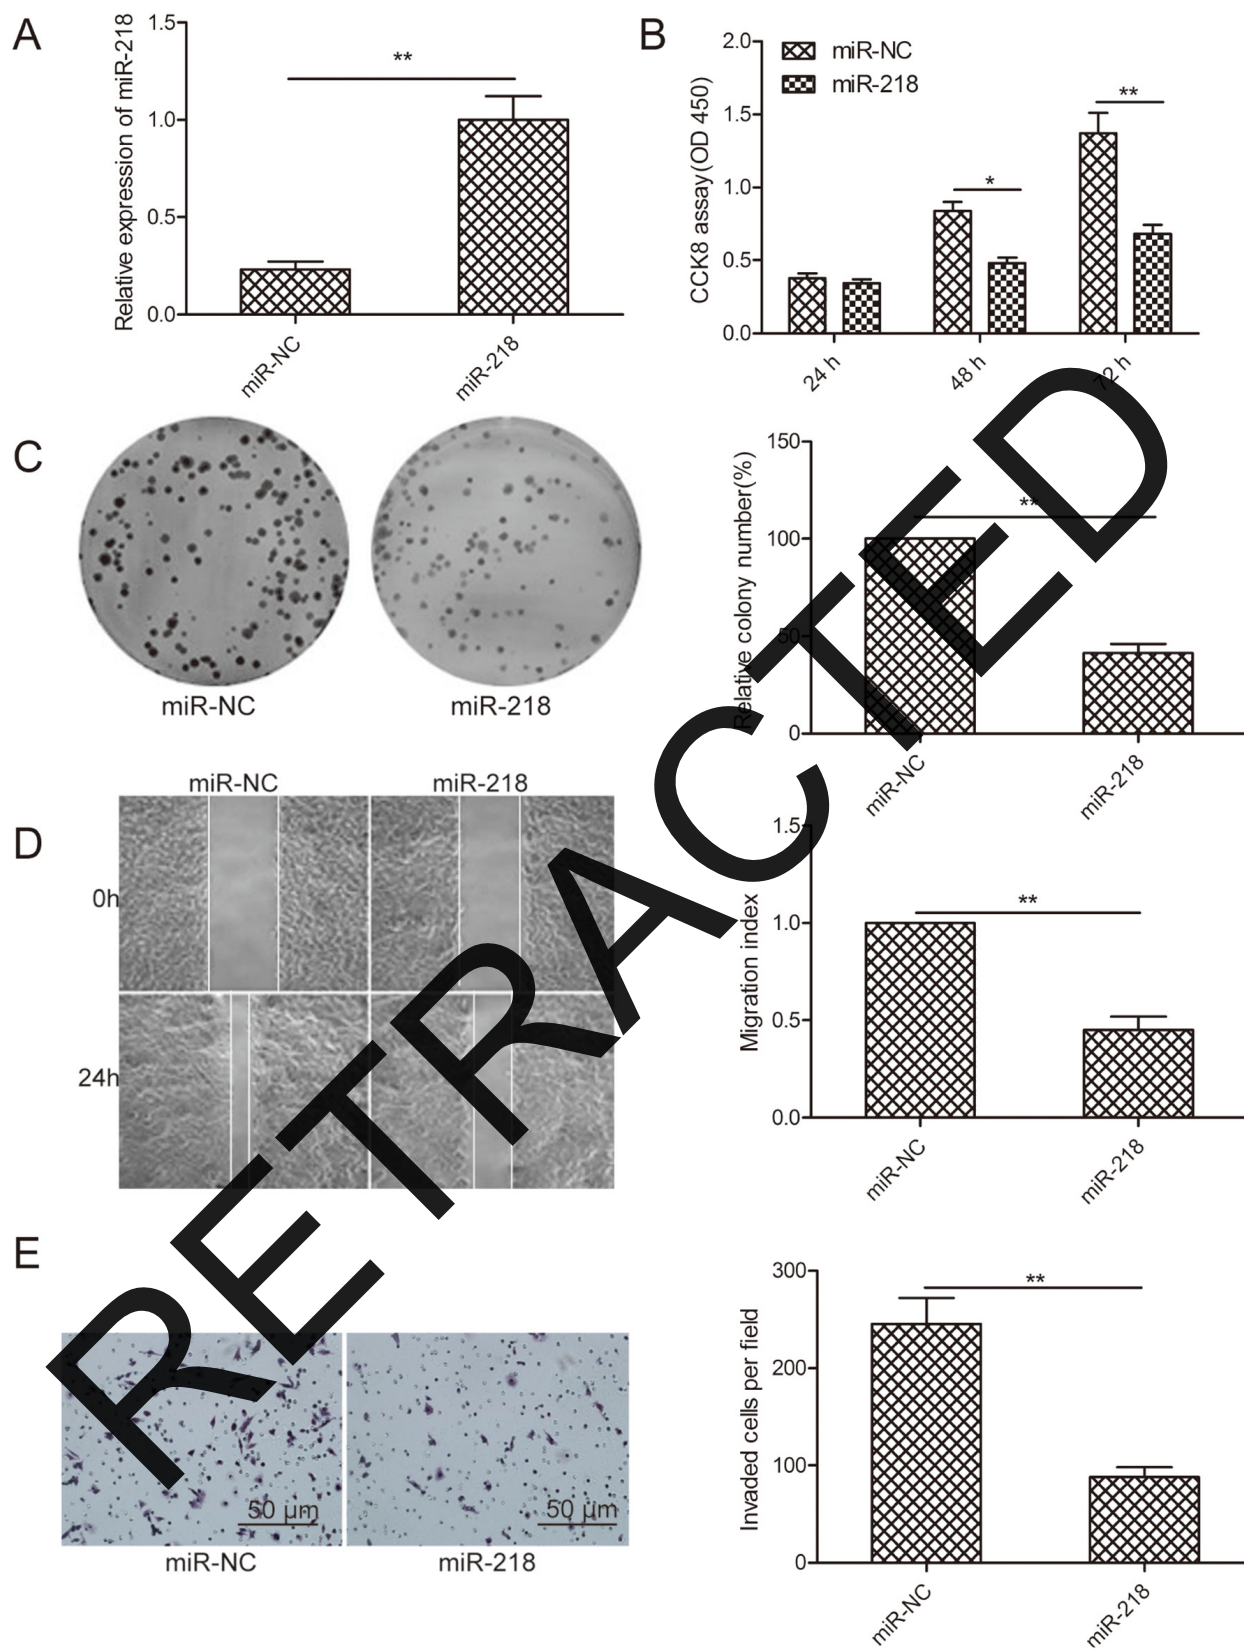 A
Relative expression of miR-218
1.5
1.0
0.5
0.0
**
miR-NC
miR-218
B
CCK8 assay(OD 450)
2.0
1.5
1.0
0.5
0.0
miR-NC
miR-218
*
**
24 h
48 h
72 h
C
miR-NC
miR-218
Relative colony number(%)
150
100
50
0
**
miR-NC
miR-218
D
miR-NC
miR-218
0h
24h
Migration index
1.5
1.0
0.5
0.0
**
miR-NC
miR-218
E
50 µm
50 µm
miR-NC
miR-218
Invaded cells per field
300
200
100
0
**
miR-NC
miR-218
RETRACTED